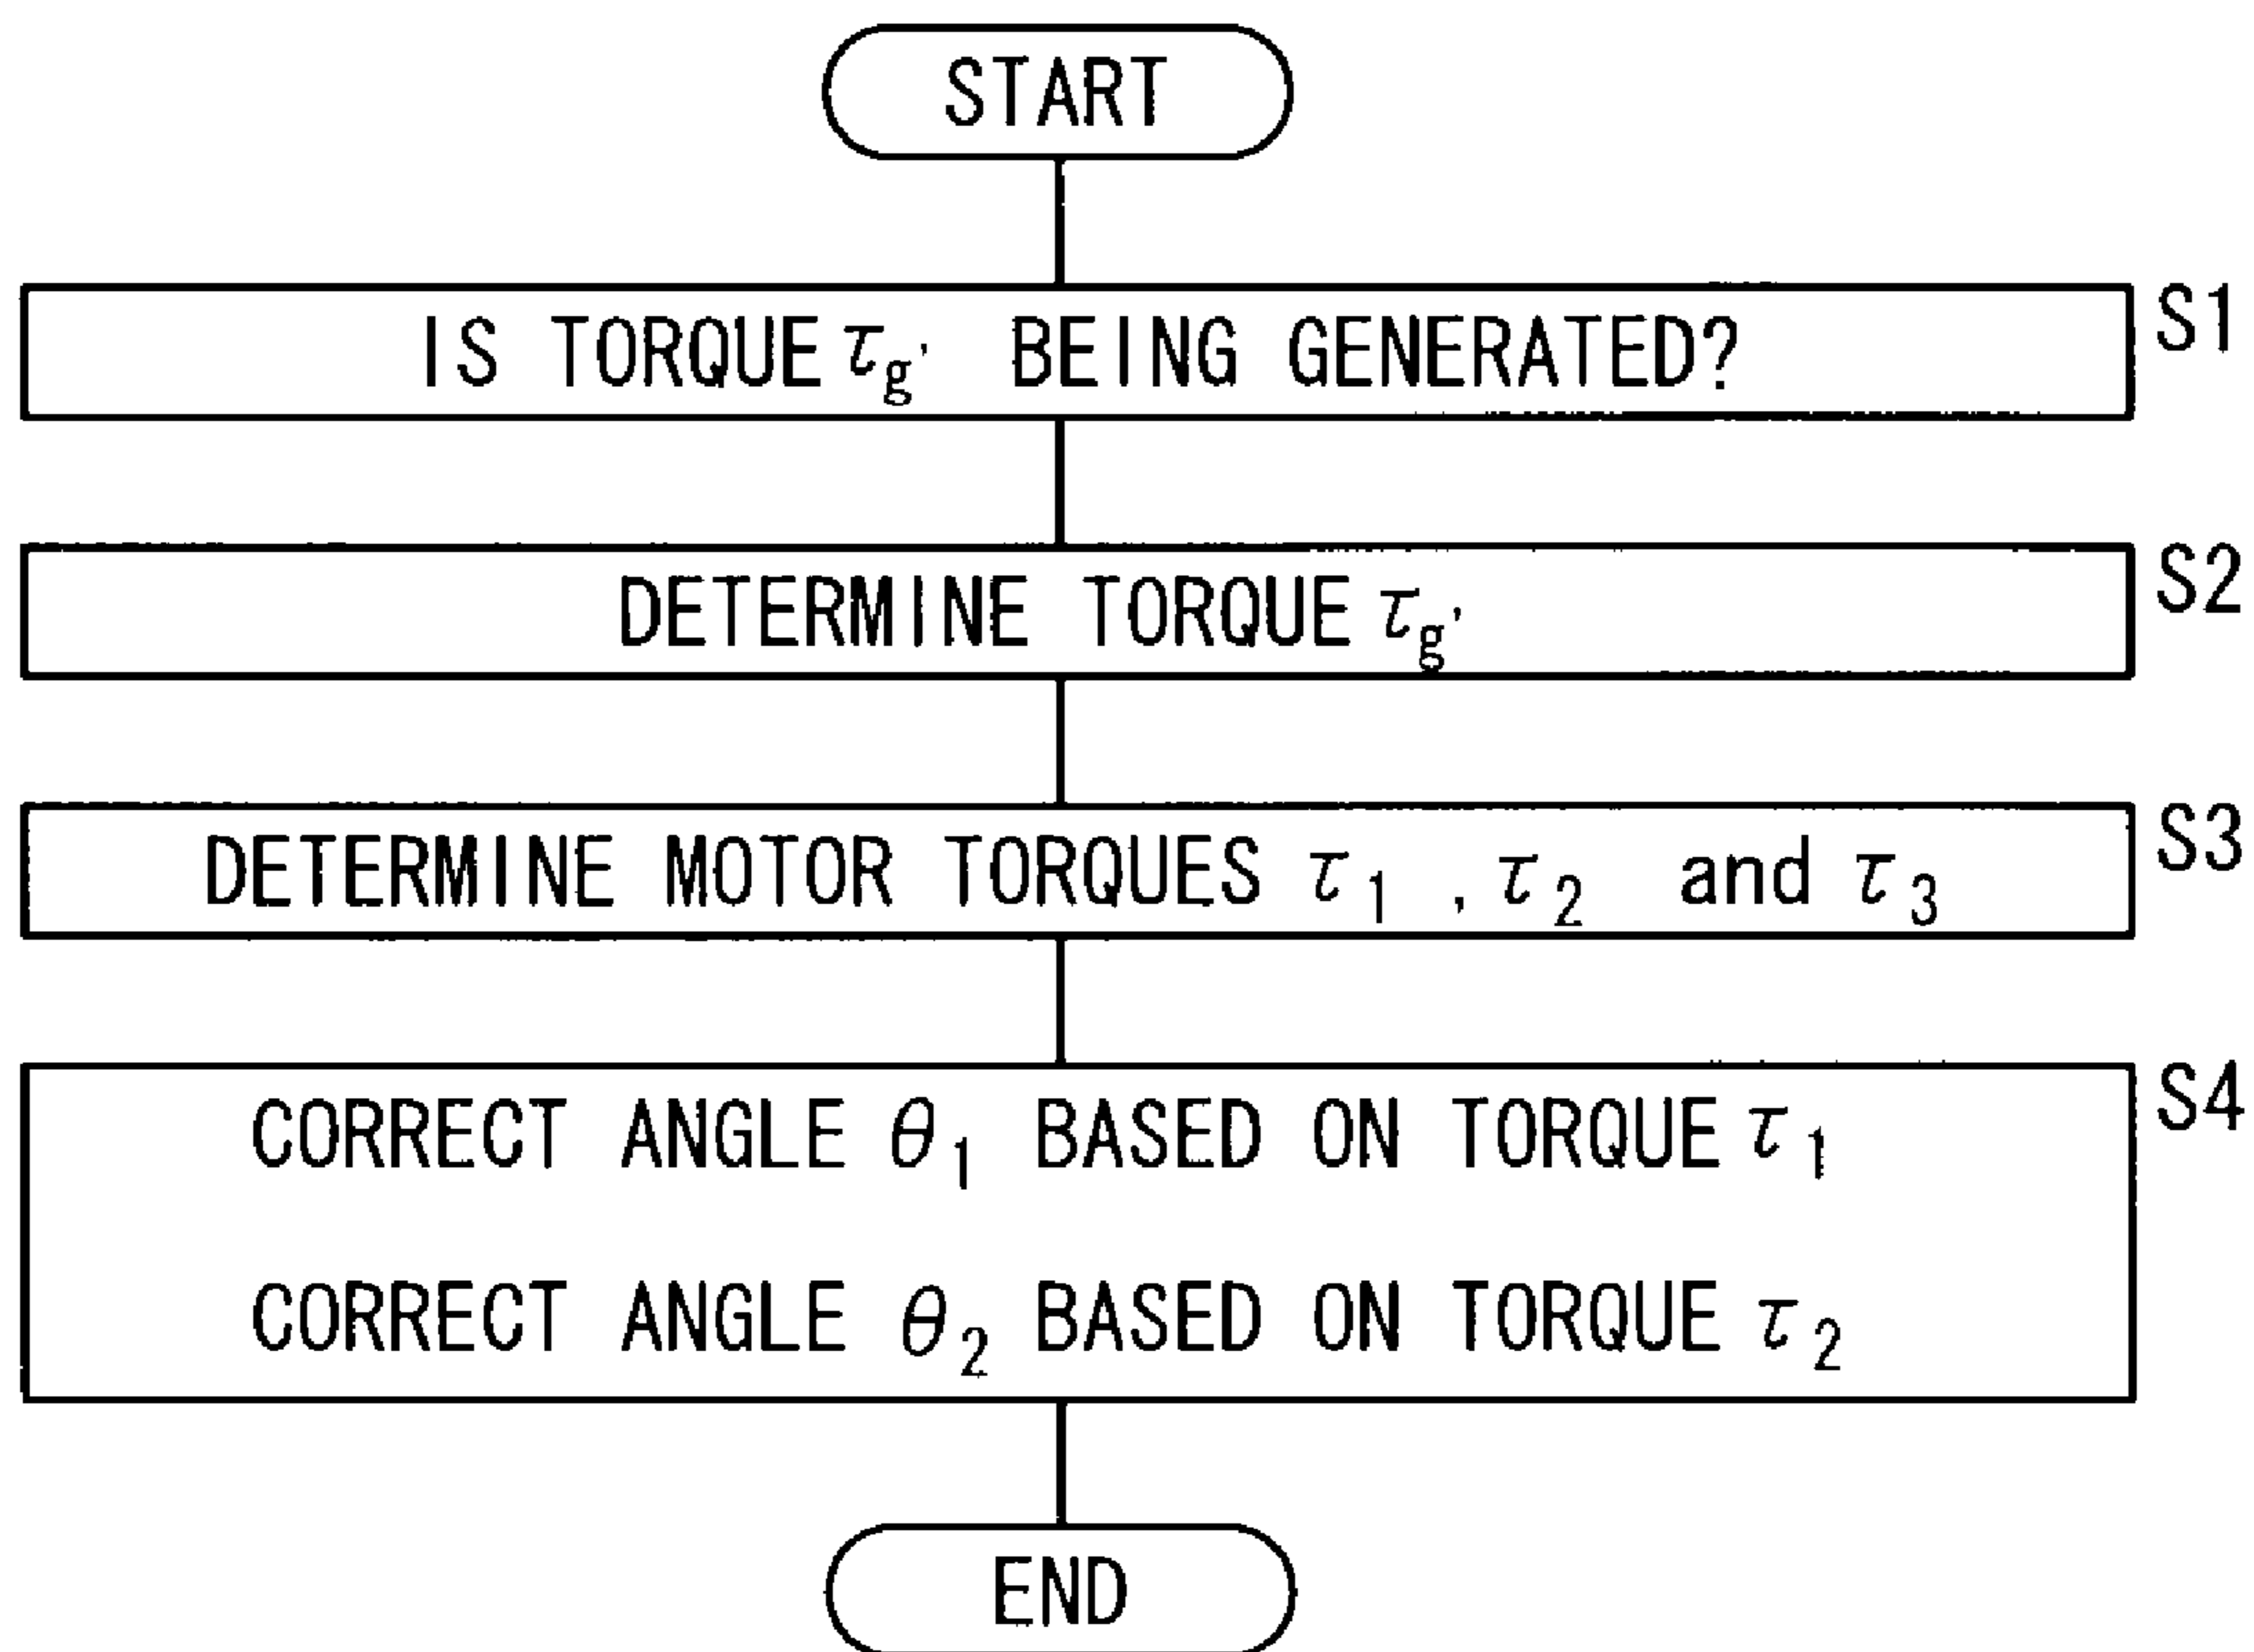 START
IS TORQUE τg' BEING GENERATED? S1
DETERMINE TORQUE τg' S2
DETERMINE MOTOR TORQUES τ1 , τ2 and τ3 S3
CORRECT ANGLE θ1 BASED ON TORQUE τ1 S4
CORRECT ANGLE θ2 BASED ON TORQUE τ2
END